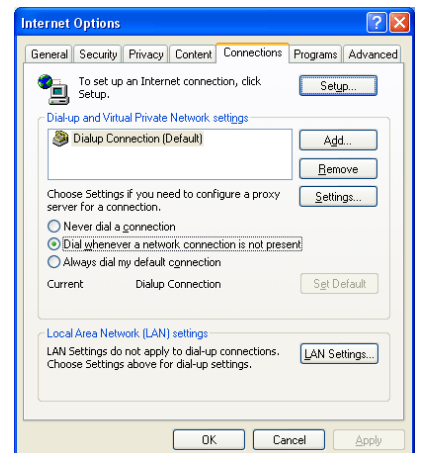 Internet Options
General Security Privacy Content Connections Programs Advanced
To set up an Internet connection, click
Setup.
Setup...
Dial-up and Virtual Private Network settings
Dialup Connection (Default)
Add...
Remove
Choose Settings if you need to configure a proxy
server for a connection.
Settings...
Never dial a connection
Dial whenever a network connection is not present
Always dial my default connection
Current Dialup Connection
Set Default
Local Area Network (LAN) settings
LAN Settings do not apply to dial-up connections.
Choose Settings above for dial-up settings.
LAN Settings...
OK Cancel Apply